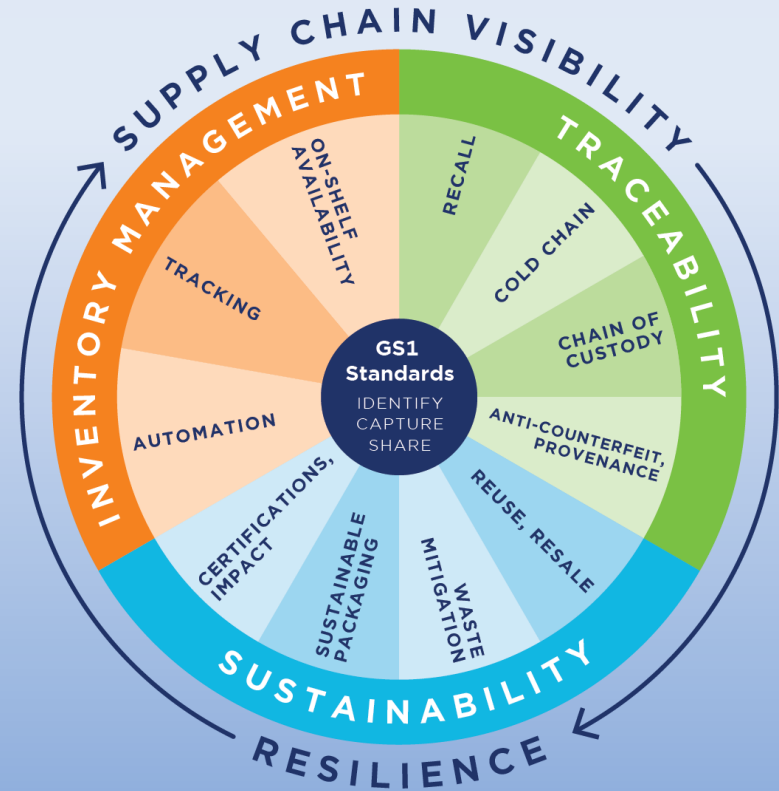 SUPPLY CHAIN VISIBILITY
INVENTORY MANAGEMENT
TRACEABILITY
ON-SHELF
AVAILABILITY
RECALL
COLD CHAIN
TRACKING
CHAIN OF
CUSTODY
GS1
Standards
IDENTIFY
CAPTURE
SHARE
AUTOMATION
ANTI-COUNTERFEIT,
PROVENANCE
CERTIFICATIONS,
IMPACT
SUSTAINABLE
PACKAGING
WASTE
MITIGATION
REUSE, RESALE
SUSTAINABILITY
RESILIENCE